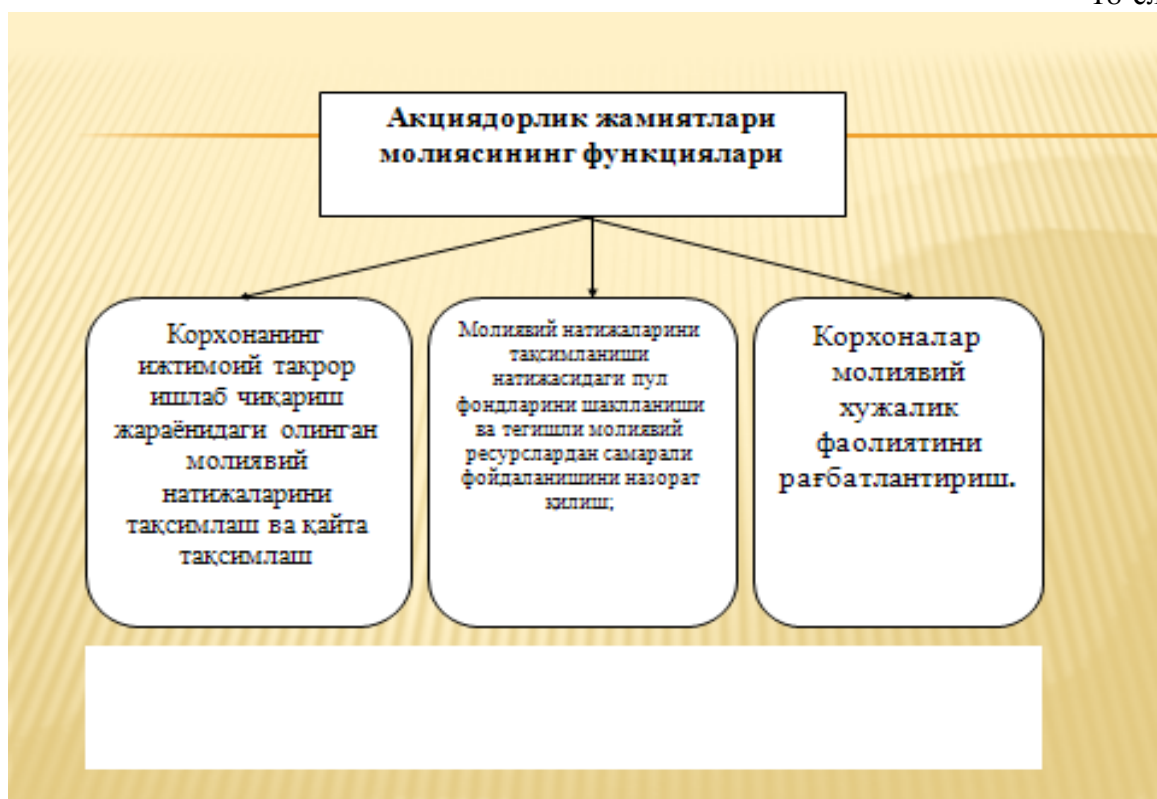 Акциядорлик жамиятлари
молиясининг функциялари
Корхонанинг
ижтимоий такрор
ишлаб чиқариш
жараёнидаги олинган
молиявий
натижаларини
тақсимлаш ва қайта
тақсимлаш
Молиявий натижаларини
тақсимланиши
натижасидаги пул
фондларини шаклланиши
ва тегишли молиявий
ресурслардан самарали
фойдаланишини назорат
қилиш;
Корхоналар
молиявий
хужалик
фаолиятини
рағбатлантириш.